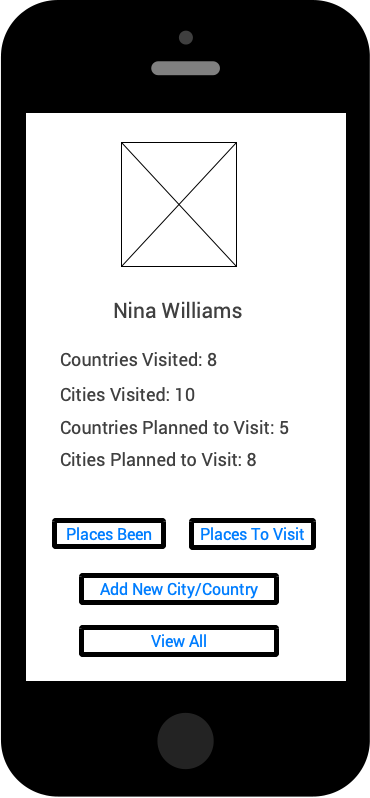 Nina Williams
Countries Visited: 8
Cities Visited: 10
Countries Planned to Visit: 5
Cities Planned to Visit: 8
Places Been
Places To Visit
Add New City/Country
View All